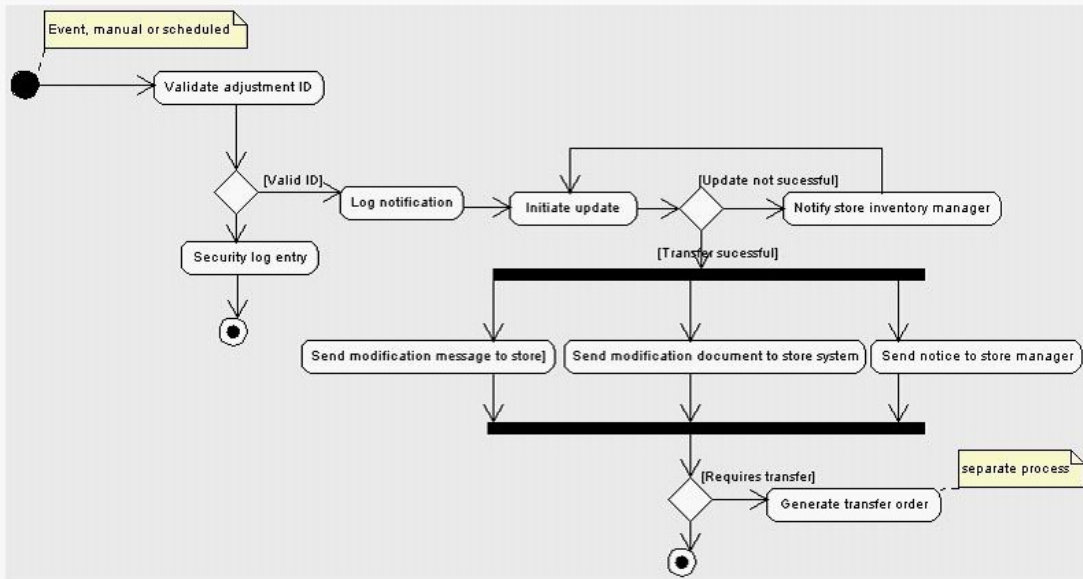 Event, manual or scheduled
Validate adjustment ID
[Valid ID]
Log notification
Initiate update
[Update not sucessful]
Notify store inventory manager
Security log entry
[Transfer sucessful]
Send modification message to store]
Send modification document to store system
Send notice to store manager
[Requires transfer]
separate process
Generate transfer order